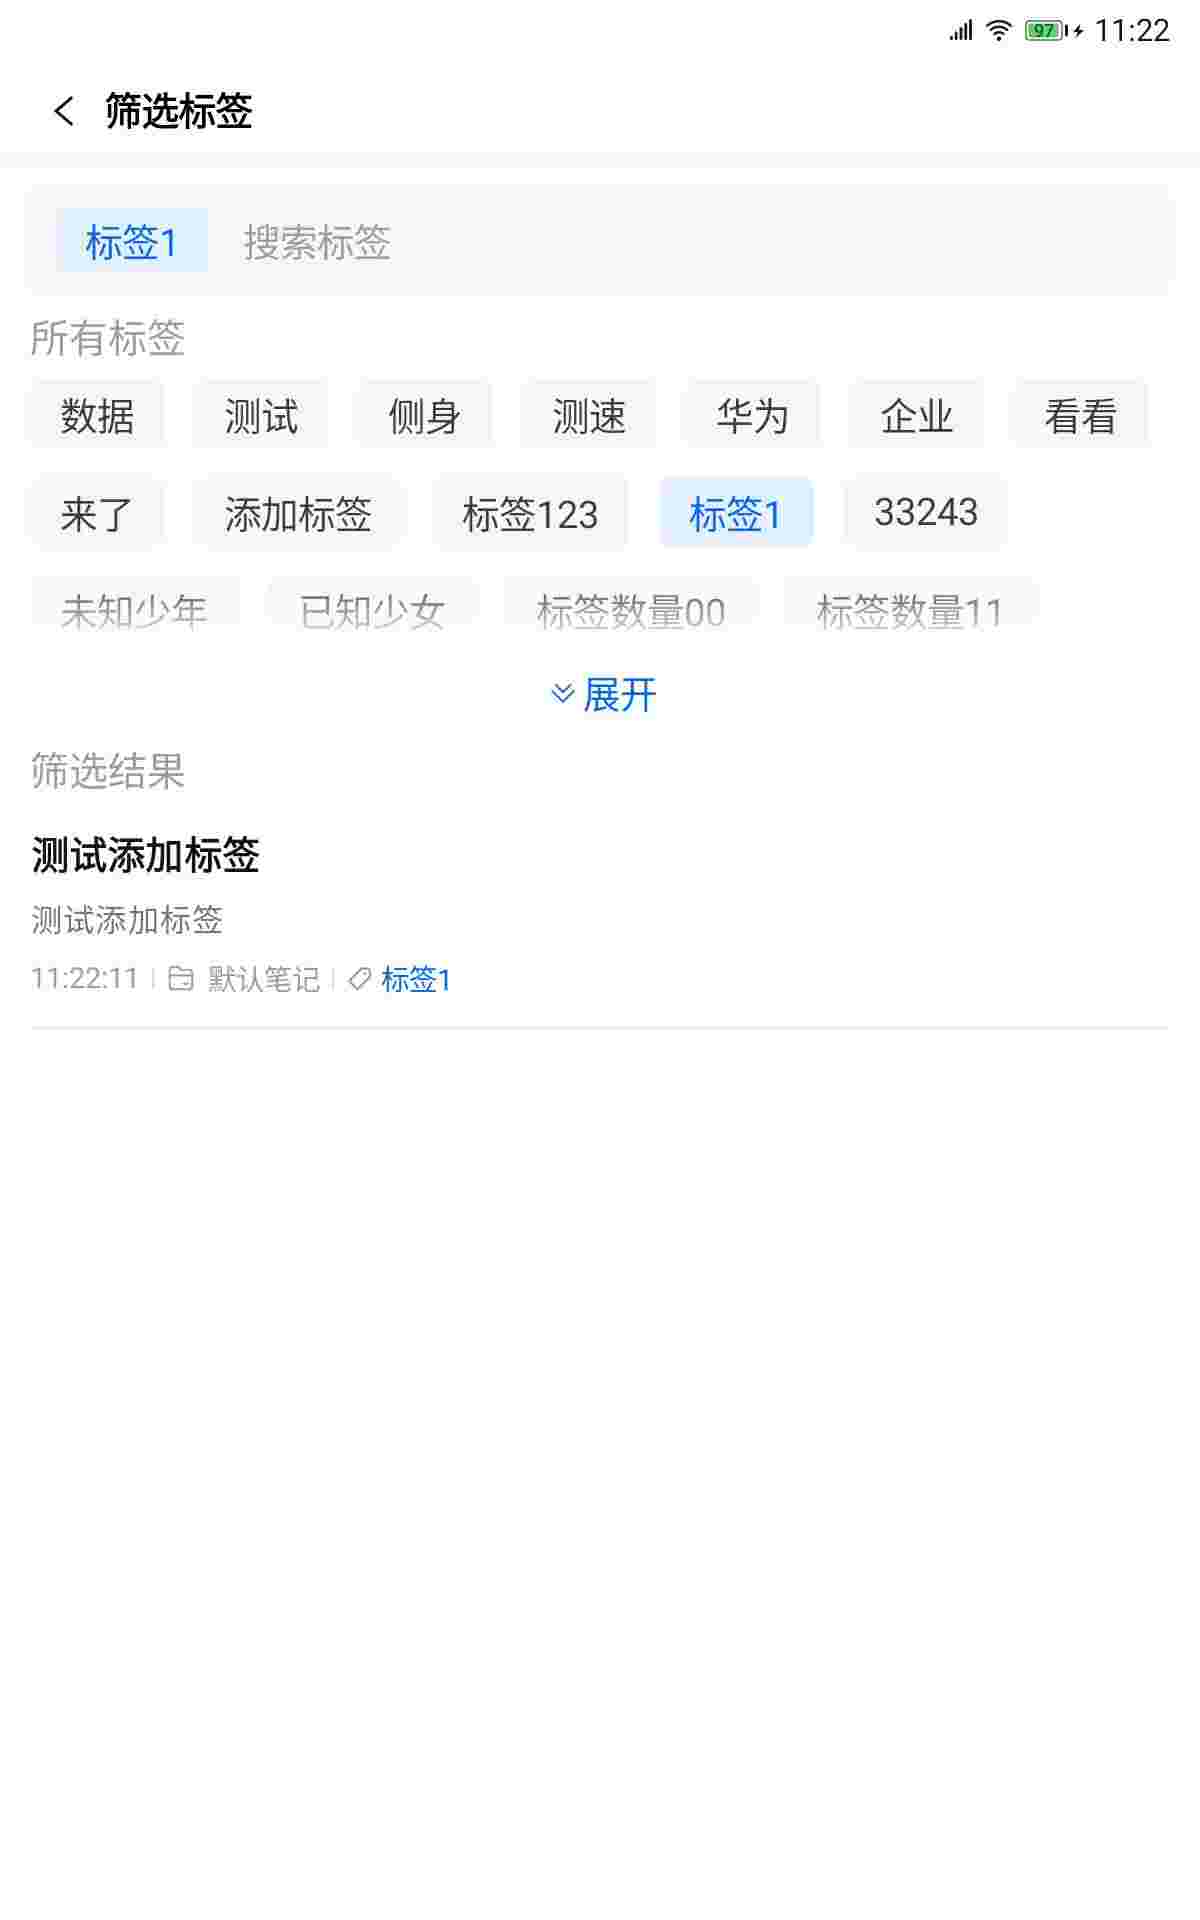 97 11:22
筛选标签
标签1 搜索标签
所有标签
数据 测试 侧身 测速 华为 企业 看看
来了 添加标签 标签123 标签1 33243
未知少年 已知少女 标签数量00 标签数量11
展开
筛选结果
测试添加标签
测试添加标签
11:22:11 默认笔记 标签1